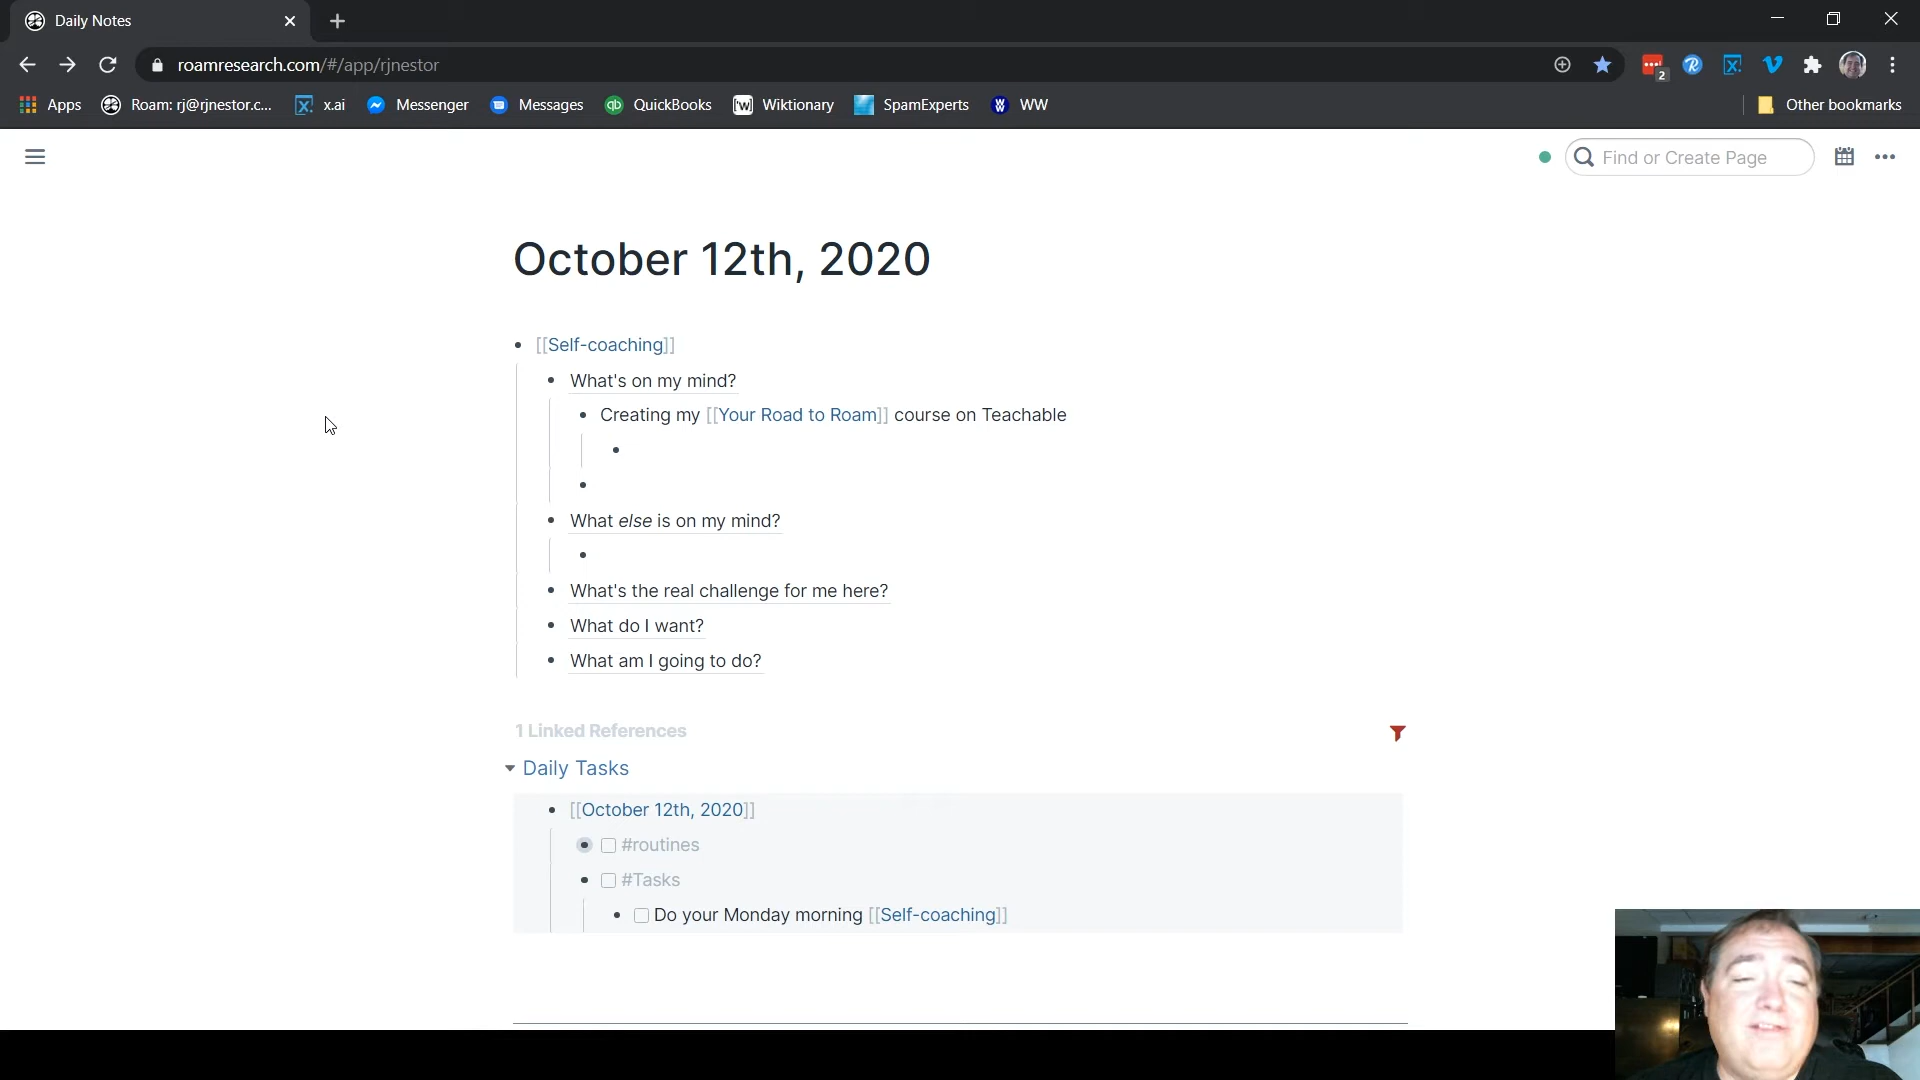 Daily Notes
roamresearch.com/#/app/rjnestor
2
Apps Roam: rj@rjnestor.c... x.ai Messenger Messages QuickBooks Wiktionary SpamExperts WW Other bookmarks
Find or Create Page
October 12th, 2020
[[Self-coaching]]
What's on my mind?
Creating my [[Your Road to Roam]] course on Teachable
What else is on my mind?
What's the real challenge for me here?
What do I want?
What am I going to do?
1 Linked References
Daily Tasks
[[October 12th, 2020]]
#routines
#Tasks
Do your Monday morning [[Self-coaching]]